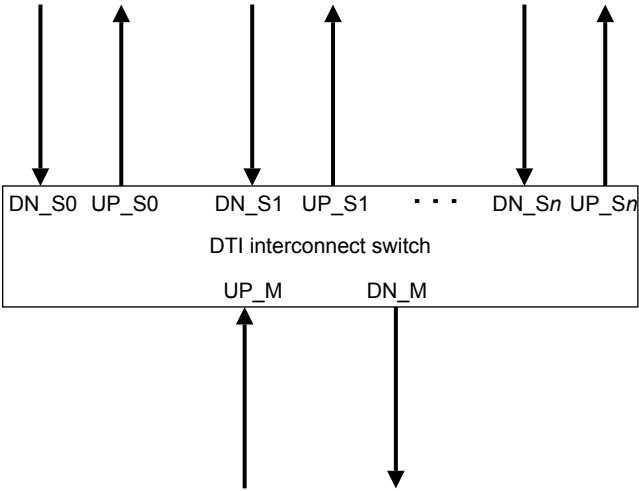 DN_S0 UP_S0 DN_S1 UP_S1 · · · DN_Sn UP_Sn
DTI interconnect switch
UP_M DN_M